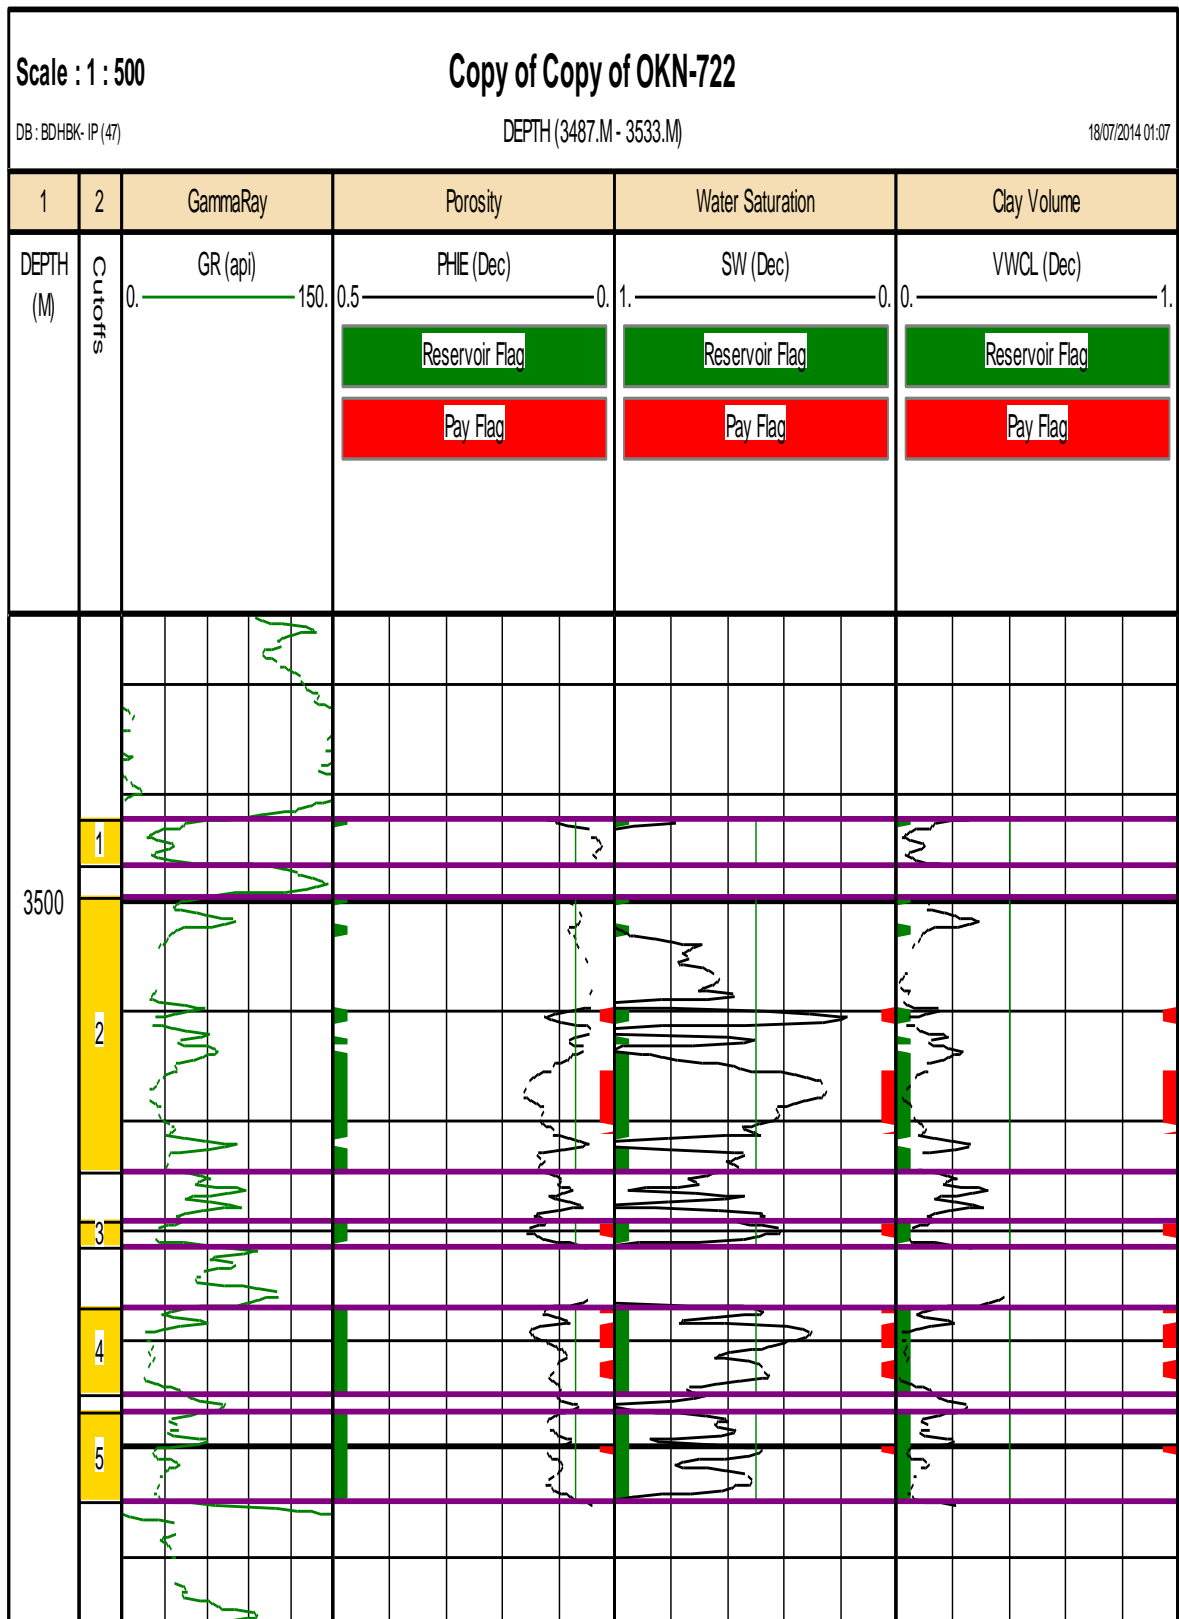 Scale : 1 : 500
Copy of Copy of OKN-722
DB : BDHBK- IP (47)
DEPTH (3487.M - 3533.M)
18/07/2014 01:07
1
2
GammaRay
Porosity
Water Saturation
Clay Volume
DEPTH
(M)
Cutoffs
GR (api)
0.
150.
PHIE (Dec)
0.5
0.
SW (Dec)
1.
0.
VWCL (Dec)
0.
1.
Reservoir Flag
Reservoir Flag
Reservoir Flag
Pay Flag
Pay Flag
Pay Flag
1
3500
2
3
4
5